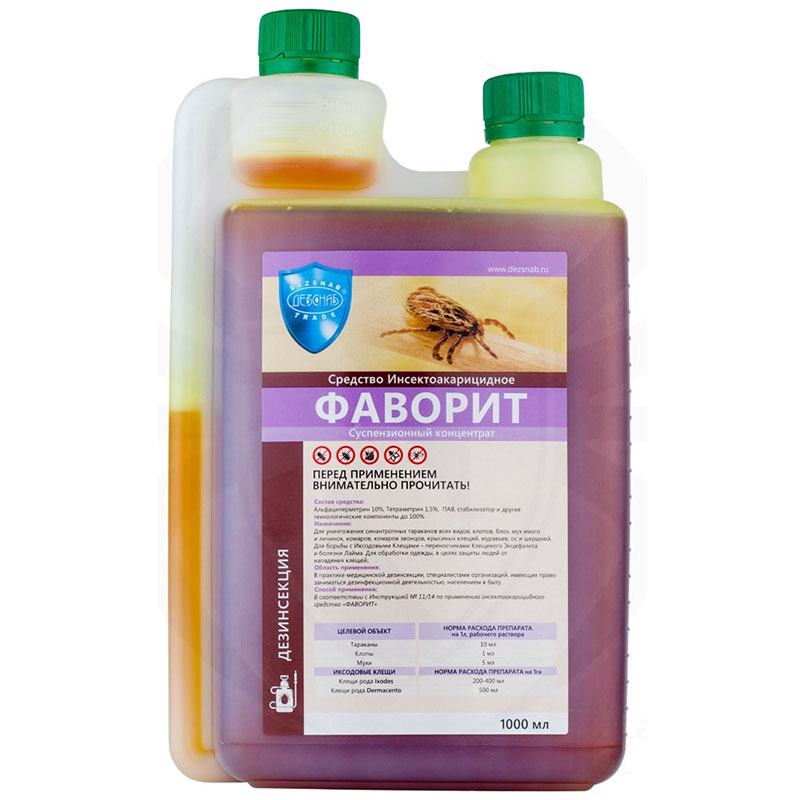 30
20
www.dezsnab.ru
DEZSNAB®
ДЕЗСНАБ
TRADE
Средство Инсектоакарицидное
ФАВОРИТ
Суспензионный концентрат
ПЕРЕД ПРИМЕНЕНИЕМ
ВНИМАТЕЛЬНО ПРОЧИТАТЬ!
Состав средства:
Альфациперметрин 10%, Тетраметрин 1,5%, ПАВ, стабилизатор и другие
технологические компоненты до 100%.
Назначение:
Для уничтожения синантропных тараканов всех видов, клопов, блох, мух имаго
и личинок, комаров, комаров звонцов, крысиных клещей, муравьев, ос и шершней.
Для борьбы с Иксодовыми Клещами – переносчиками Клещевого Энцефалита
и болезни Лайма. Для обработки одежды, в целях защиты людей от
нападения клещей.
Область применения:
В практике медицинской дезинсекции, специалистами организаций, имеющих право
заниматься дезинфекционной деятельностью, населением в быту.
Способ применения:
В соответствии с Инструкцией № 11/14 по применению инсектоакарицидного
средства «ФАВОРИТ»
ДЕЗИНСЕКЦИЯ
ЦЕЛЕВОЙ ОБЪЕКТ НОРМА РАСХОДА ПРЕПАРАТА
на 1л, рабочего раствора
Тараканы 10 мл
Клопы 1 мл
Мухи 5 мл
ИКСОДОВЫЕ КЛЕЩИ НОРМА РАСХОДА ПРЕПАРАТА на 1га
Клещи рода Ixodes 200-400 мл
Клещи рода Dermacento 500 мл
1000 мл